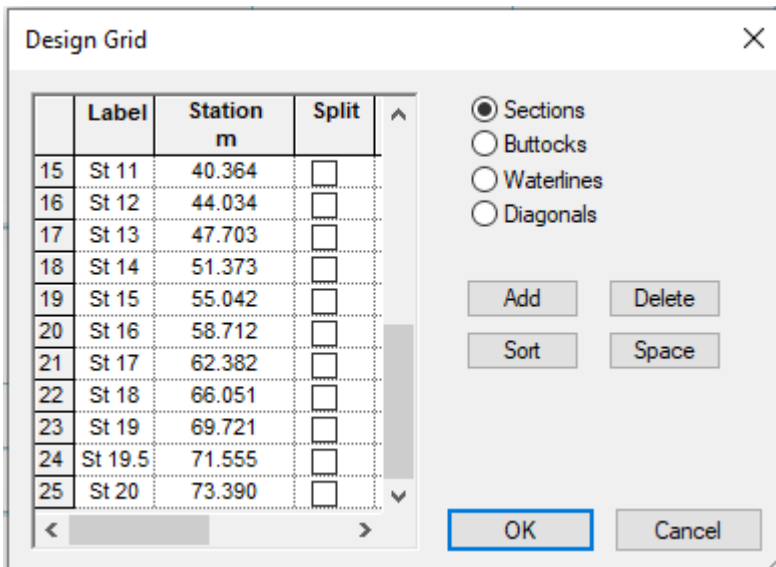 Design Grid
Label Station Split
m
15 St 11 40.364
16 St 12 44.034
17 St 13 47.703
18 St 14 51.373
19 St 15 55.042
20 St 16 58.712
21 St 17 62.382
22 St 18 66.051
23 St 19 69.721
24 St 19.5 71.555
25 St 20 73.390
Sections
Buttocks
Waterlines
Diagonals
Add Delete
Sort Space
OK Cancel